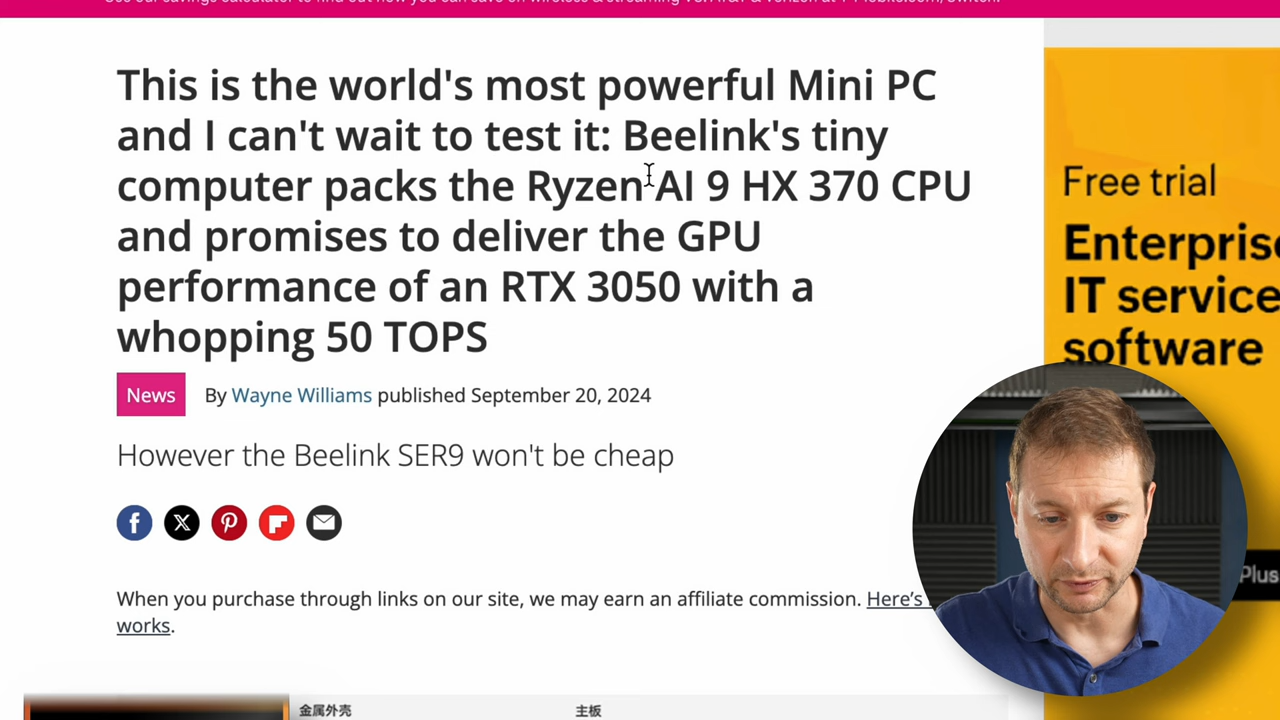 This is the world's most powerful Mini PC
and I can't wait to test it: Beelink's tiny
computer packs the Ryzen AI 9 HX 370 CPU
and promises to deliver the GPU
performance of an RTX 3050 with a
whopping 50 TOPS
News By Wayne Williams published September 20, 2024
However the Beelink SER9 won't be cheap
When you purchase through links on our site, we may earn an affiliate commission. Here's
works.
金属外壳
主板
Free trial
Enterprise
IT service
software
Plus